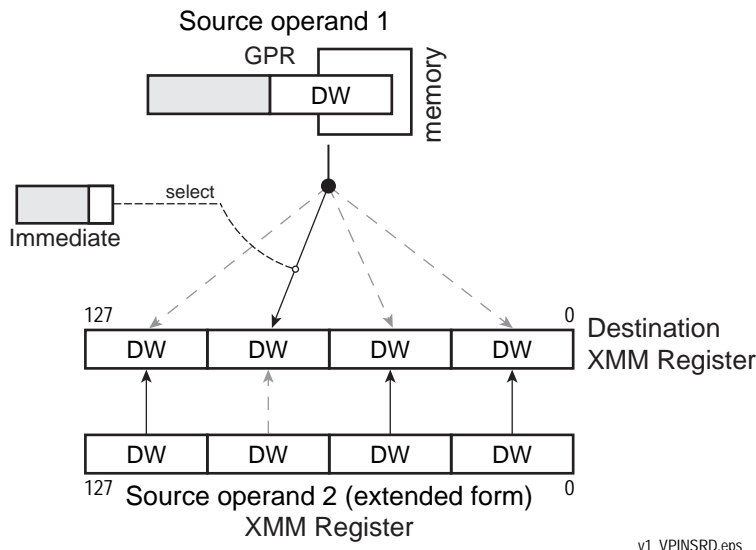 Source operand 1
GPR
memory
DW
select
Immediate
127
0
DW DW DW DW
Destination
XMM Register
DW DW DW DW
127
0
Source operand 2 (extended form)
XMM Register
v1_VPINSRD.eps